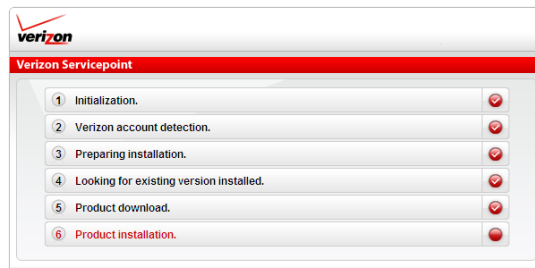 verizon
Verizon Servicepoint
1 Initialization.
2 Verizon account detection.
3 Preparing installation.
4 Looking for existing version installed.
5 Product download.
6 Product installation.